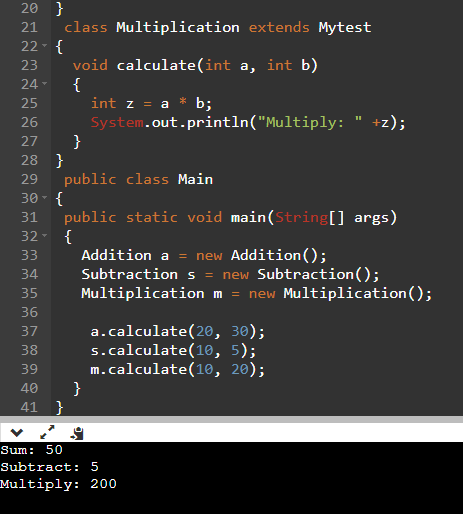 20 }
21 class Multiplication extends Mytest
22 {
23 void calculate(int a, int b)
24 {
25 int z = a * b;
26 System.out.println("Multiply: " +z);
27 }
28 }
29 public class Main
30 {
31 public static void main(String[] args)
32 {
33 Addition a = new Addition();
34 Subtraction s = new Subtraction();
35 Multiplication m = new Multiplication();
36
37 a.calculate(20, 30);
38 s.calculate(10, 5);
39 m.calculate(10, 20);
40 }
41 }
Sum: 50
Subtract: 5
Multiply: 200